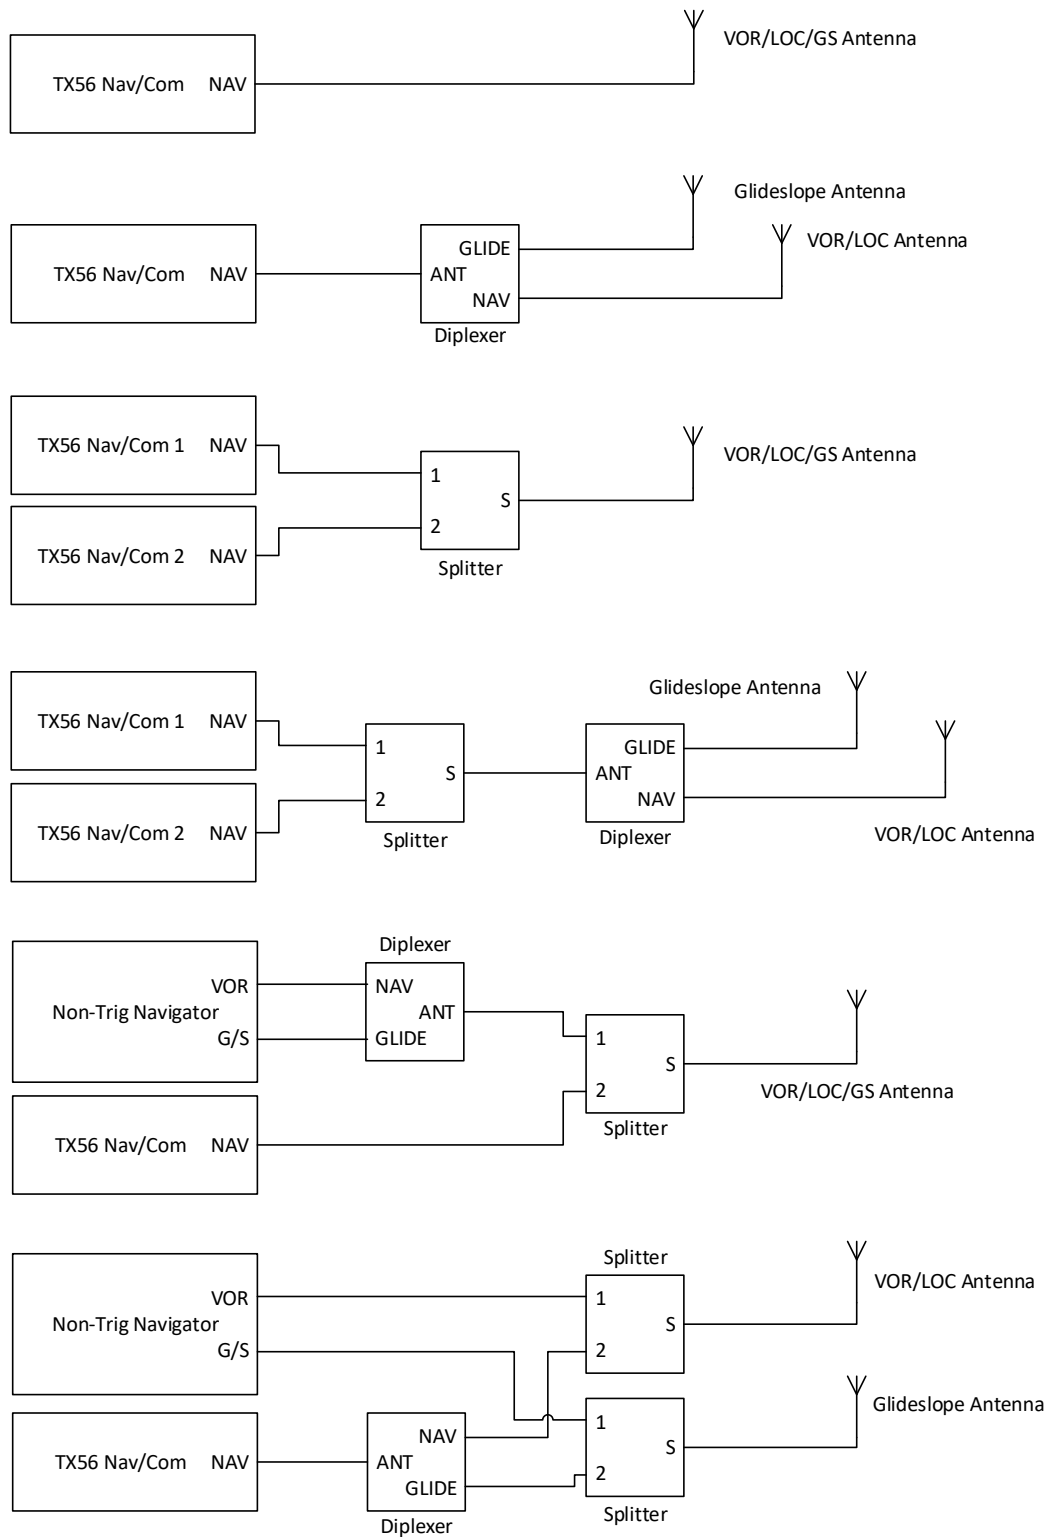 VOR/LOC/GS Antenna
TX56 Nav/Com NAV
Glideslope Antenna
VOR/LOC Antenna
TX56 Nav/Com NAV
GLIDE
ANT
NAV
Diplexer
TX56 Nav/Com 1 NAV
VOR/LOC/GS Antenna
1
S
2
TX56 Nav/Com 2 NAV
Splitter
Glideslope Antenna
TX56 Nav/Com 1 NAV
1
S
2
Splitter
GLIDE
ANT
NAV
Diplexer
TX56 Nav/Com 2 NAV
VOR/LOC Antenna
Diplexer
VOR
Non-Trig Navigator
G/S
NAV
ANT
GLIDE
1
S
2
Splitter
VOR/LOC/GS Antenna
TX56 Nav/Com NAV
Splitter
VOR/LOC Antenna
VOR
Non-Trig Navigator
G/S
1
S
2
Glideslope Antenna
1
S
2
Splitter
TX56 Nav/Com NAV
NAV
ANT
GLIDE
Diplexer